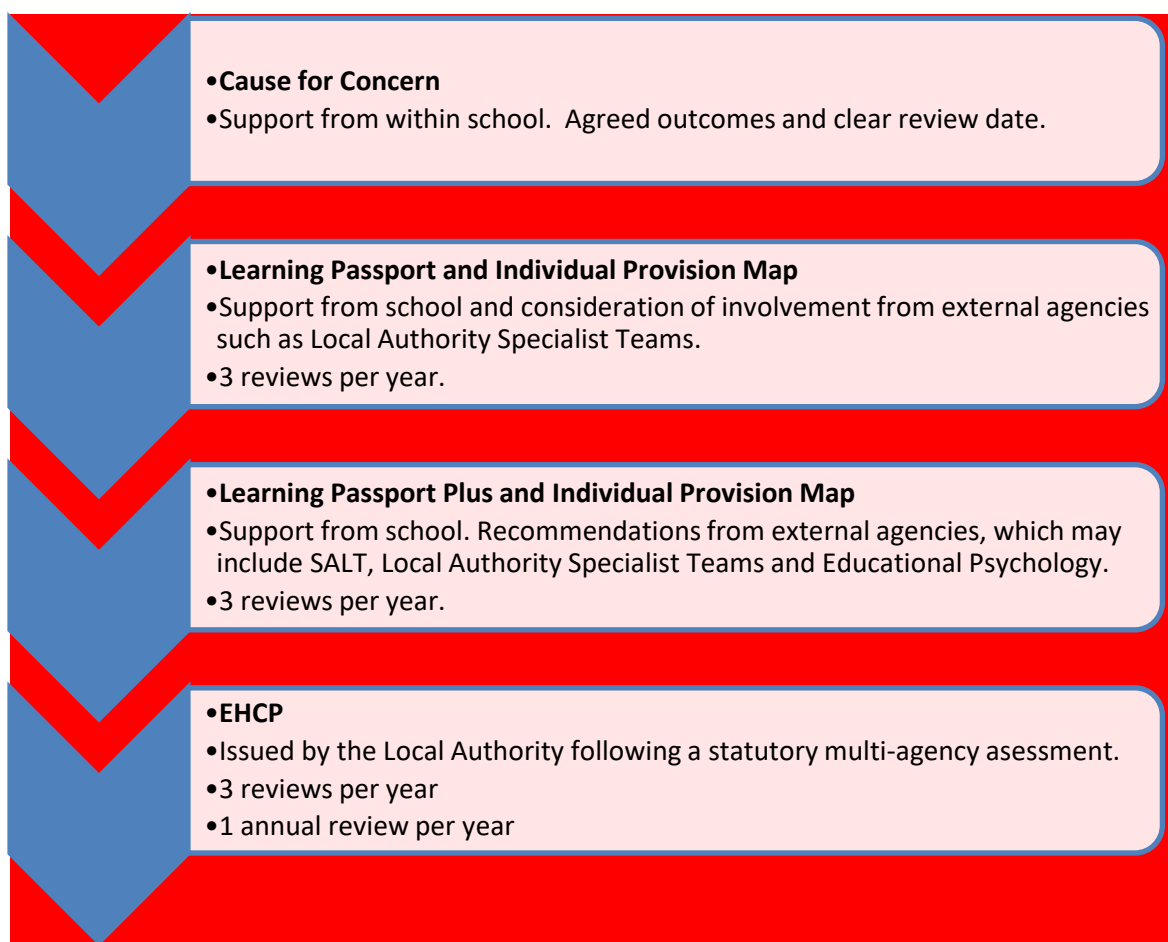 •Cause for Concern
•Support from within school.  Agreed outcomes and clear review date.
•Learning Passport and Individual Provision Map
•Support from school and consideration of involvement from external agencies
such as Local Authority Specialist Teams.
•3 reviews per year.
•Learning Passport Plus and Individual Provision Map
•Support from school. Recommendations from external agencies, which may
include SALT, Local Authority Specialist Teams and Educational Psychology.
•3 reviews per year.
•EHCP
•Issued by the Local Authority following a statutory multi-agency asessment.
•3 reviews per year
•1 annual review per year